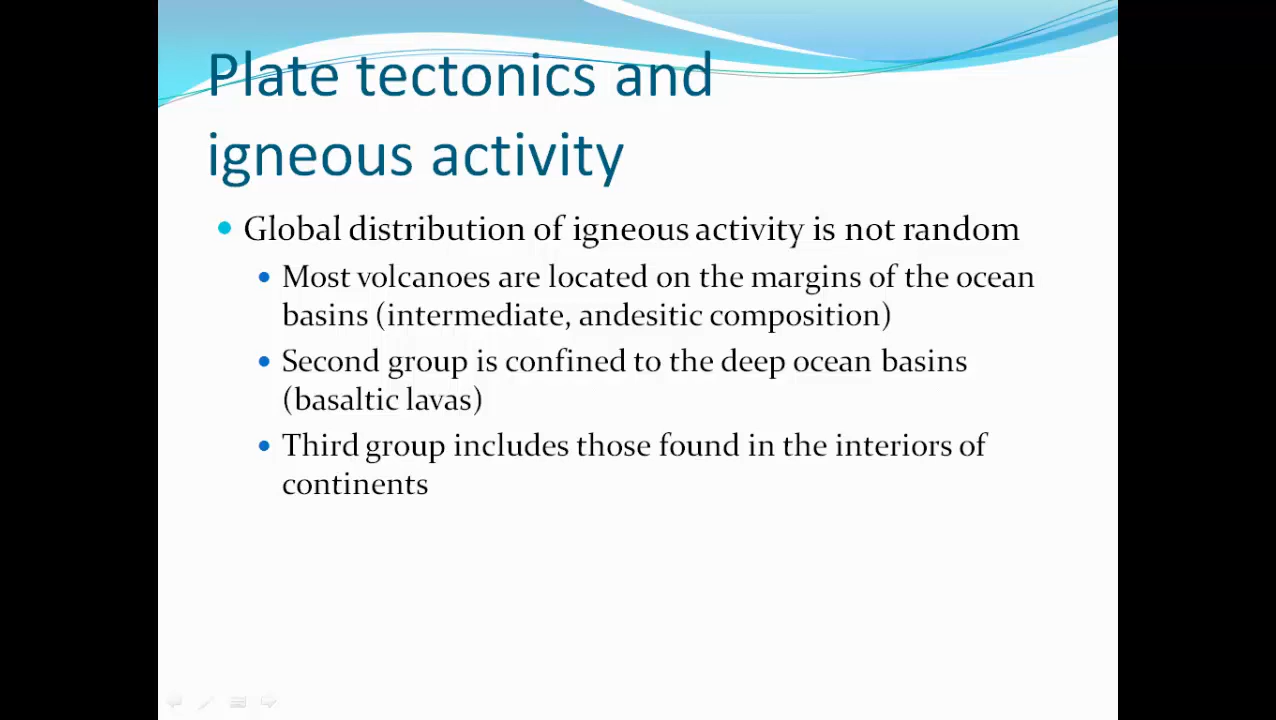 Plate tectonics and
igneous activity
• Global distribution of igneous activity is not random
• Most volcanoes are located on the margins of the ocean
basins (intermediate, andesitic composition)
• Second group is confined to the deep ocean basins
(basaltic lavas)
• Third group includes those found in the interiors of
continents